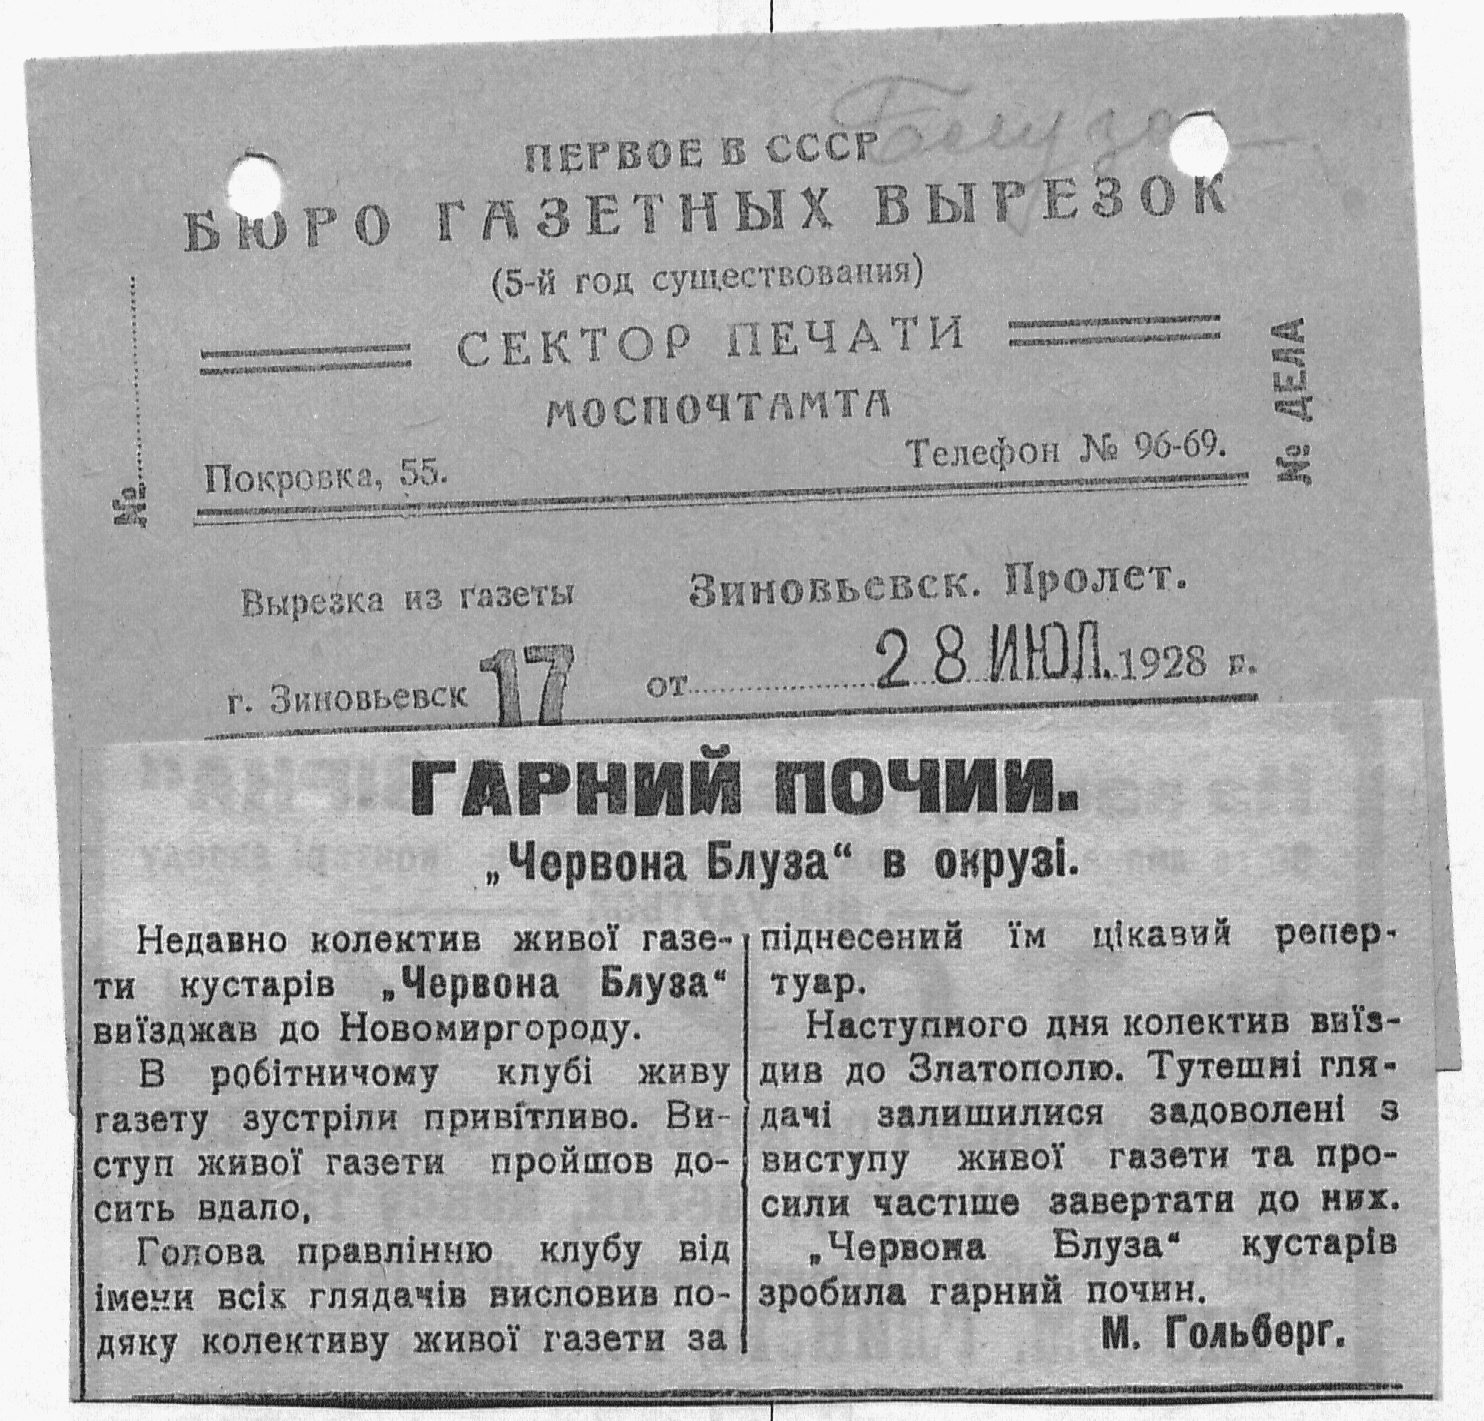 Блуза
ПЕРВОЕ В СССР
БЮРО ГАЗЕТНЫХ ВЫРЕЗОК
(5-й год существования)
СЕКТОР ПЕЧАТИ
МОСПОЧТАМТА
Покровка, 55.
Телефон № 96-69.
№
№ ДЕЛА
Вырезка из газеты Зиновьевск. Пролет.
г. Зиновьевск 17 от 28 ИЮЛ. 1928 г.
ГАРНИЙ ПОЧИН.
„Червона Блуза“ в окрузі.
Недавно колектив живої газе-
ти кустарів „Червона Блуза“
виїзджав до Новомиргороду.
В робітничому клубі живу
газету зустріли привітливо. Ви-
ступ живої газети пройшов до-
сить вдало,
Голова правлінню клубу від
імени всіх глядачів висловив по-
дяку колективу живої газети за
піднесений їм цікавий репер-
туар.
Наступного дня колектив виїз-
див до Златополю. Тутешні гля-
дачі залишилися задоволені з
виступу живої газети та про-
сили частіше завертати до них.
„Червона Блуза“ кустарів
зробила гарний почин.
М. Гольберг.